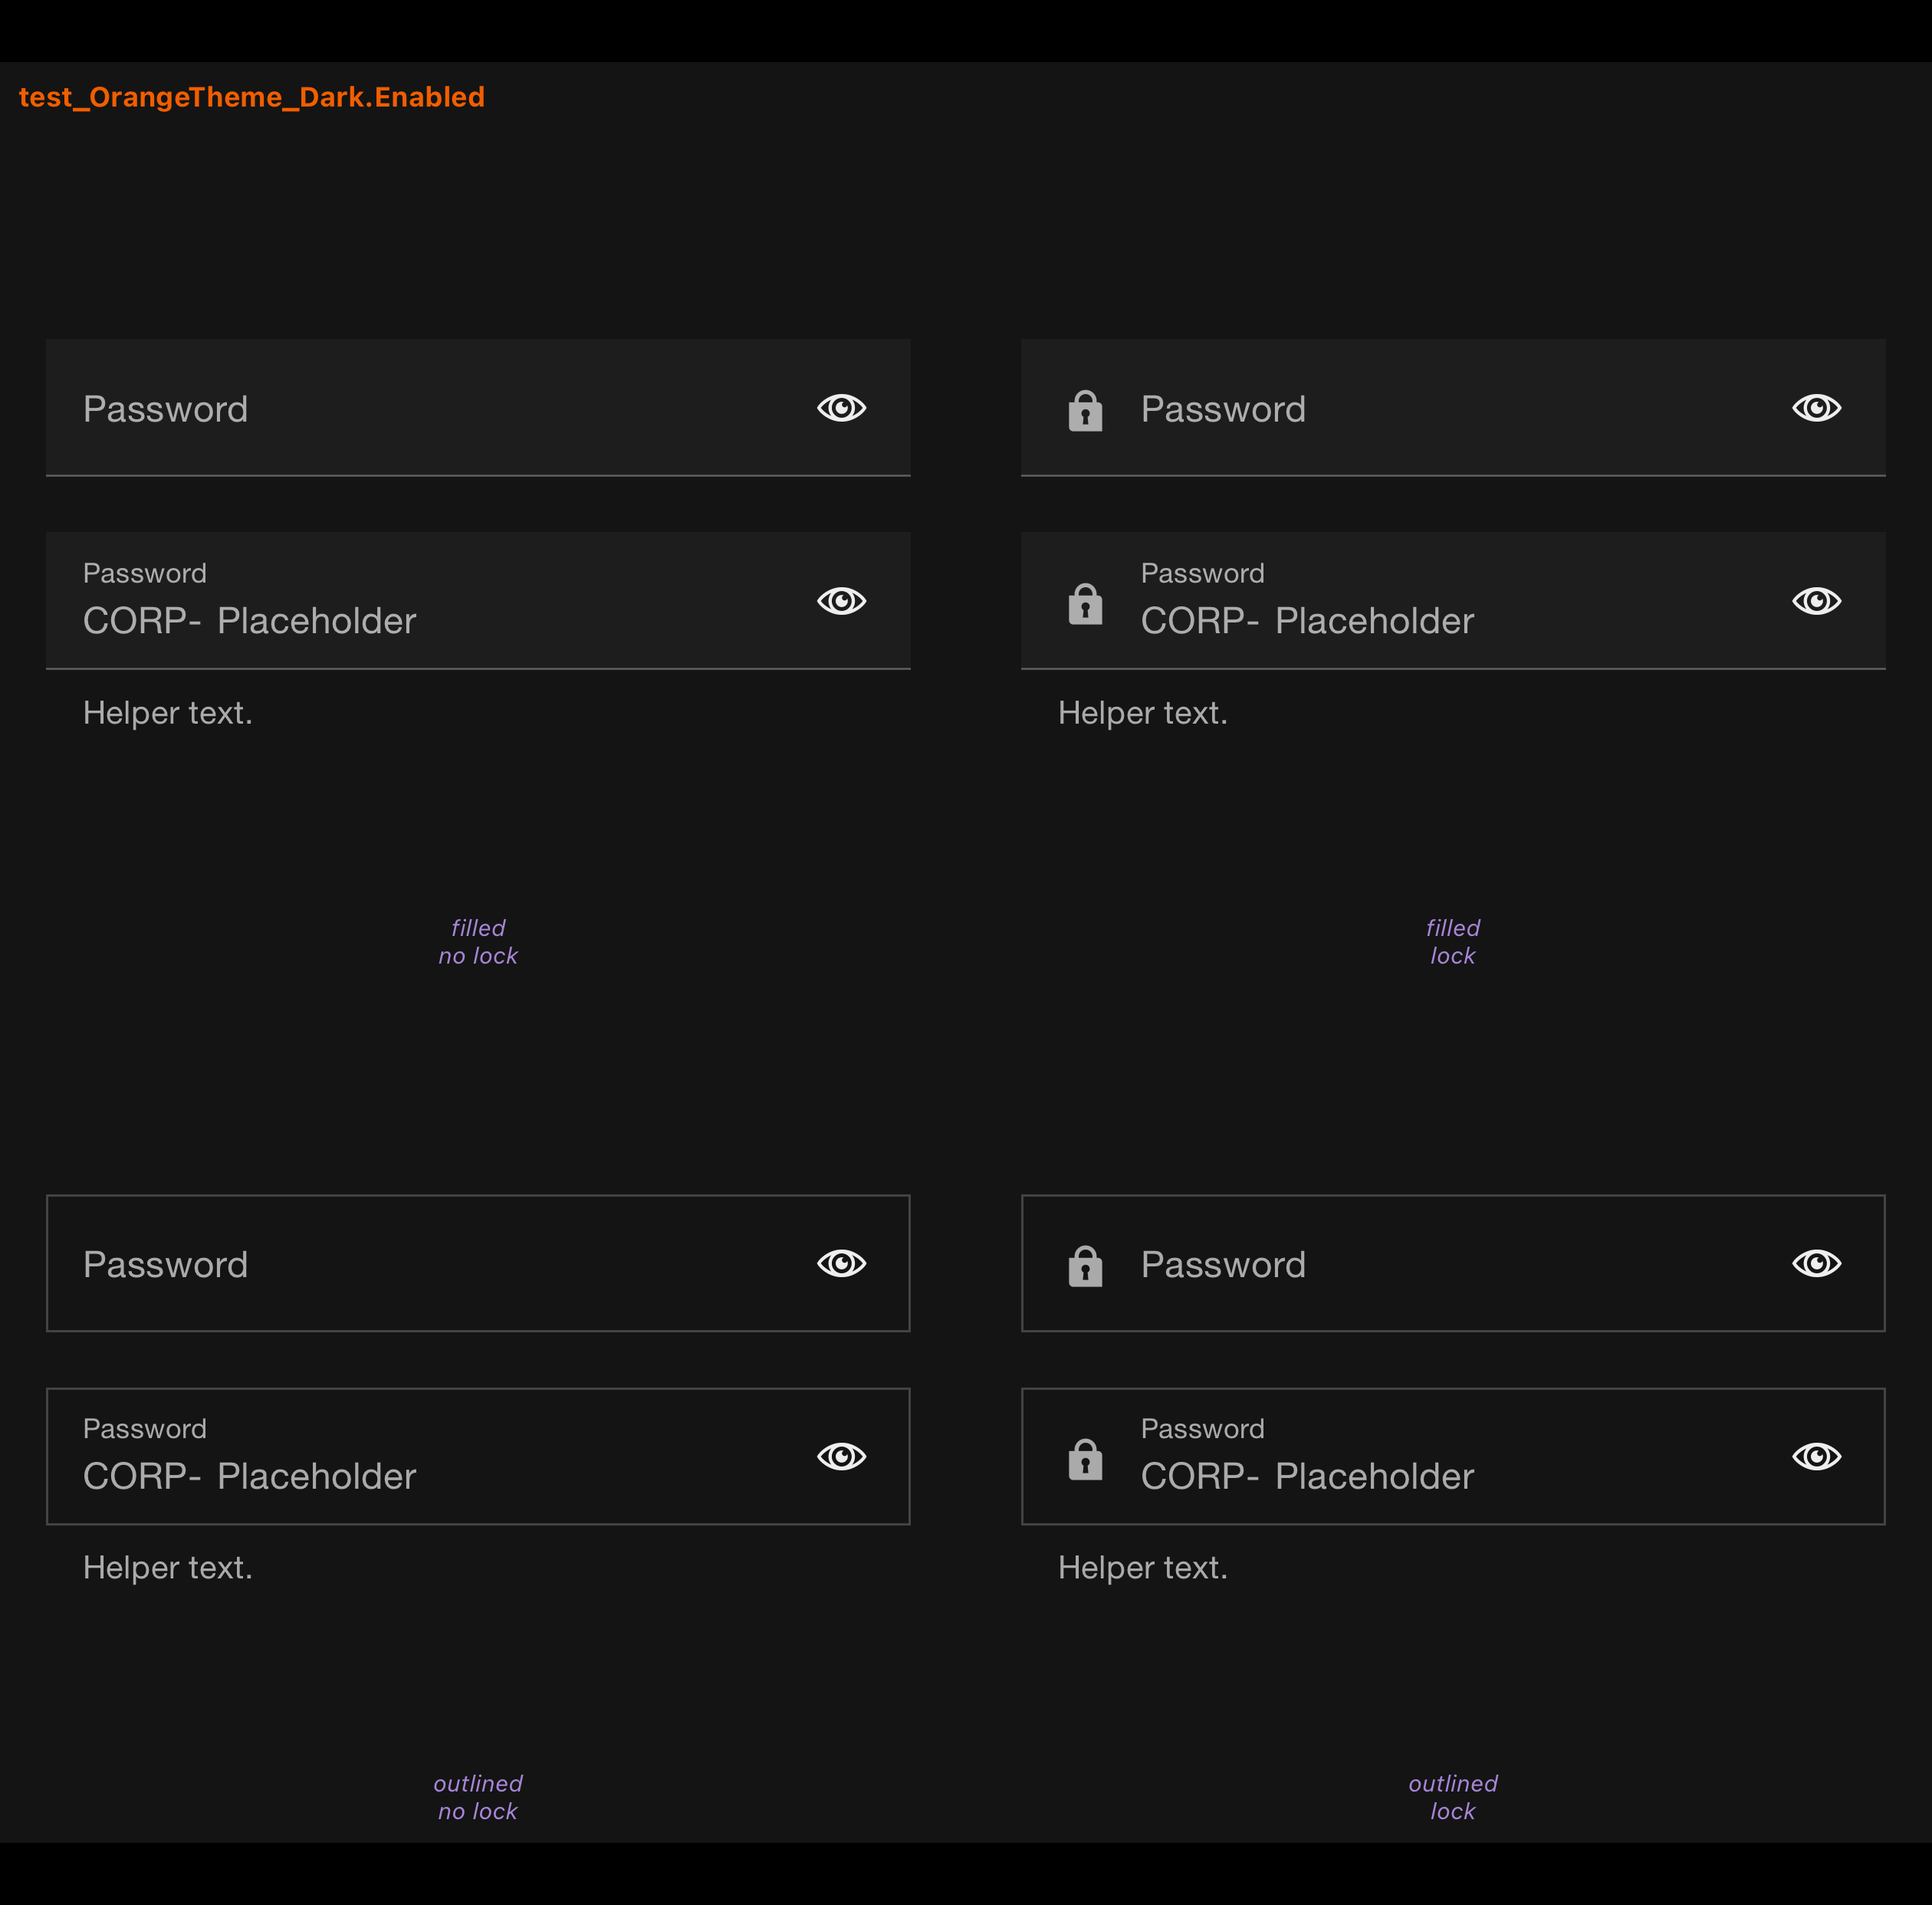 test_OrangeTheme_Dark.Enabled
Password
Password
CORP- Placeholder
Helper text.
filled
no lock
Password
Password
CORP- Placeholder
Helper text.
filled
lock
Password
Password
CORP- Placeholder
Helper text.
outlined
no lock
Password
Password
CORP- Placeholder
Helper text.
outlined
lock